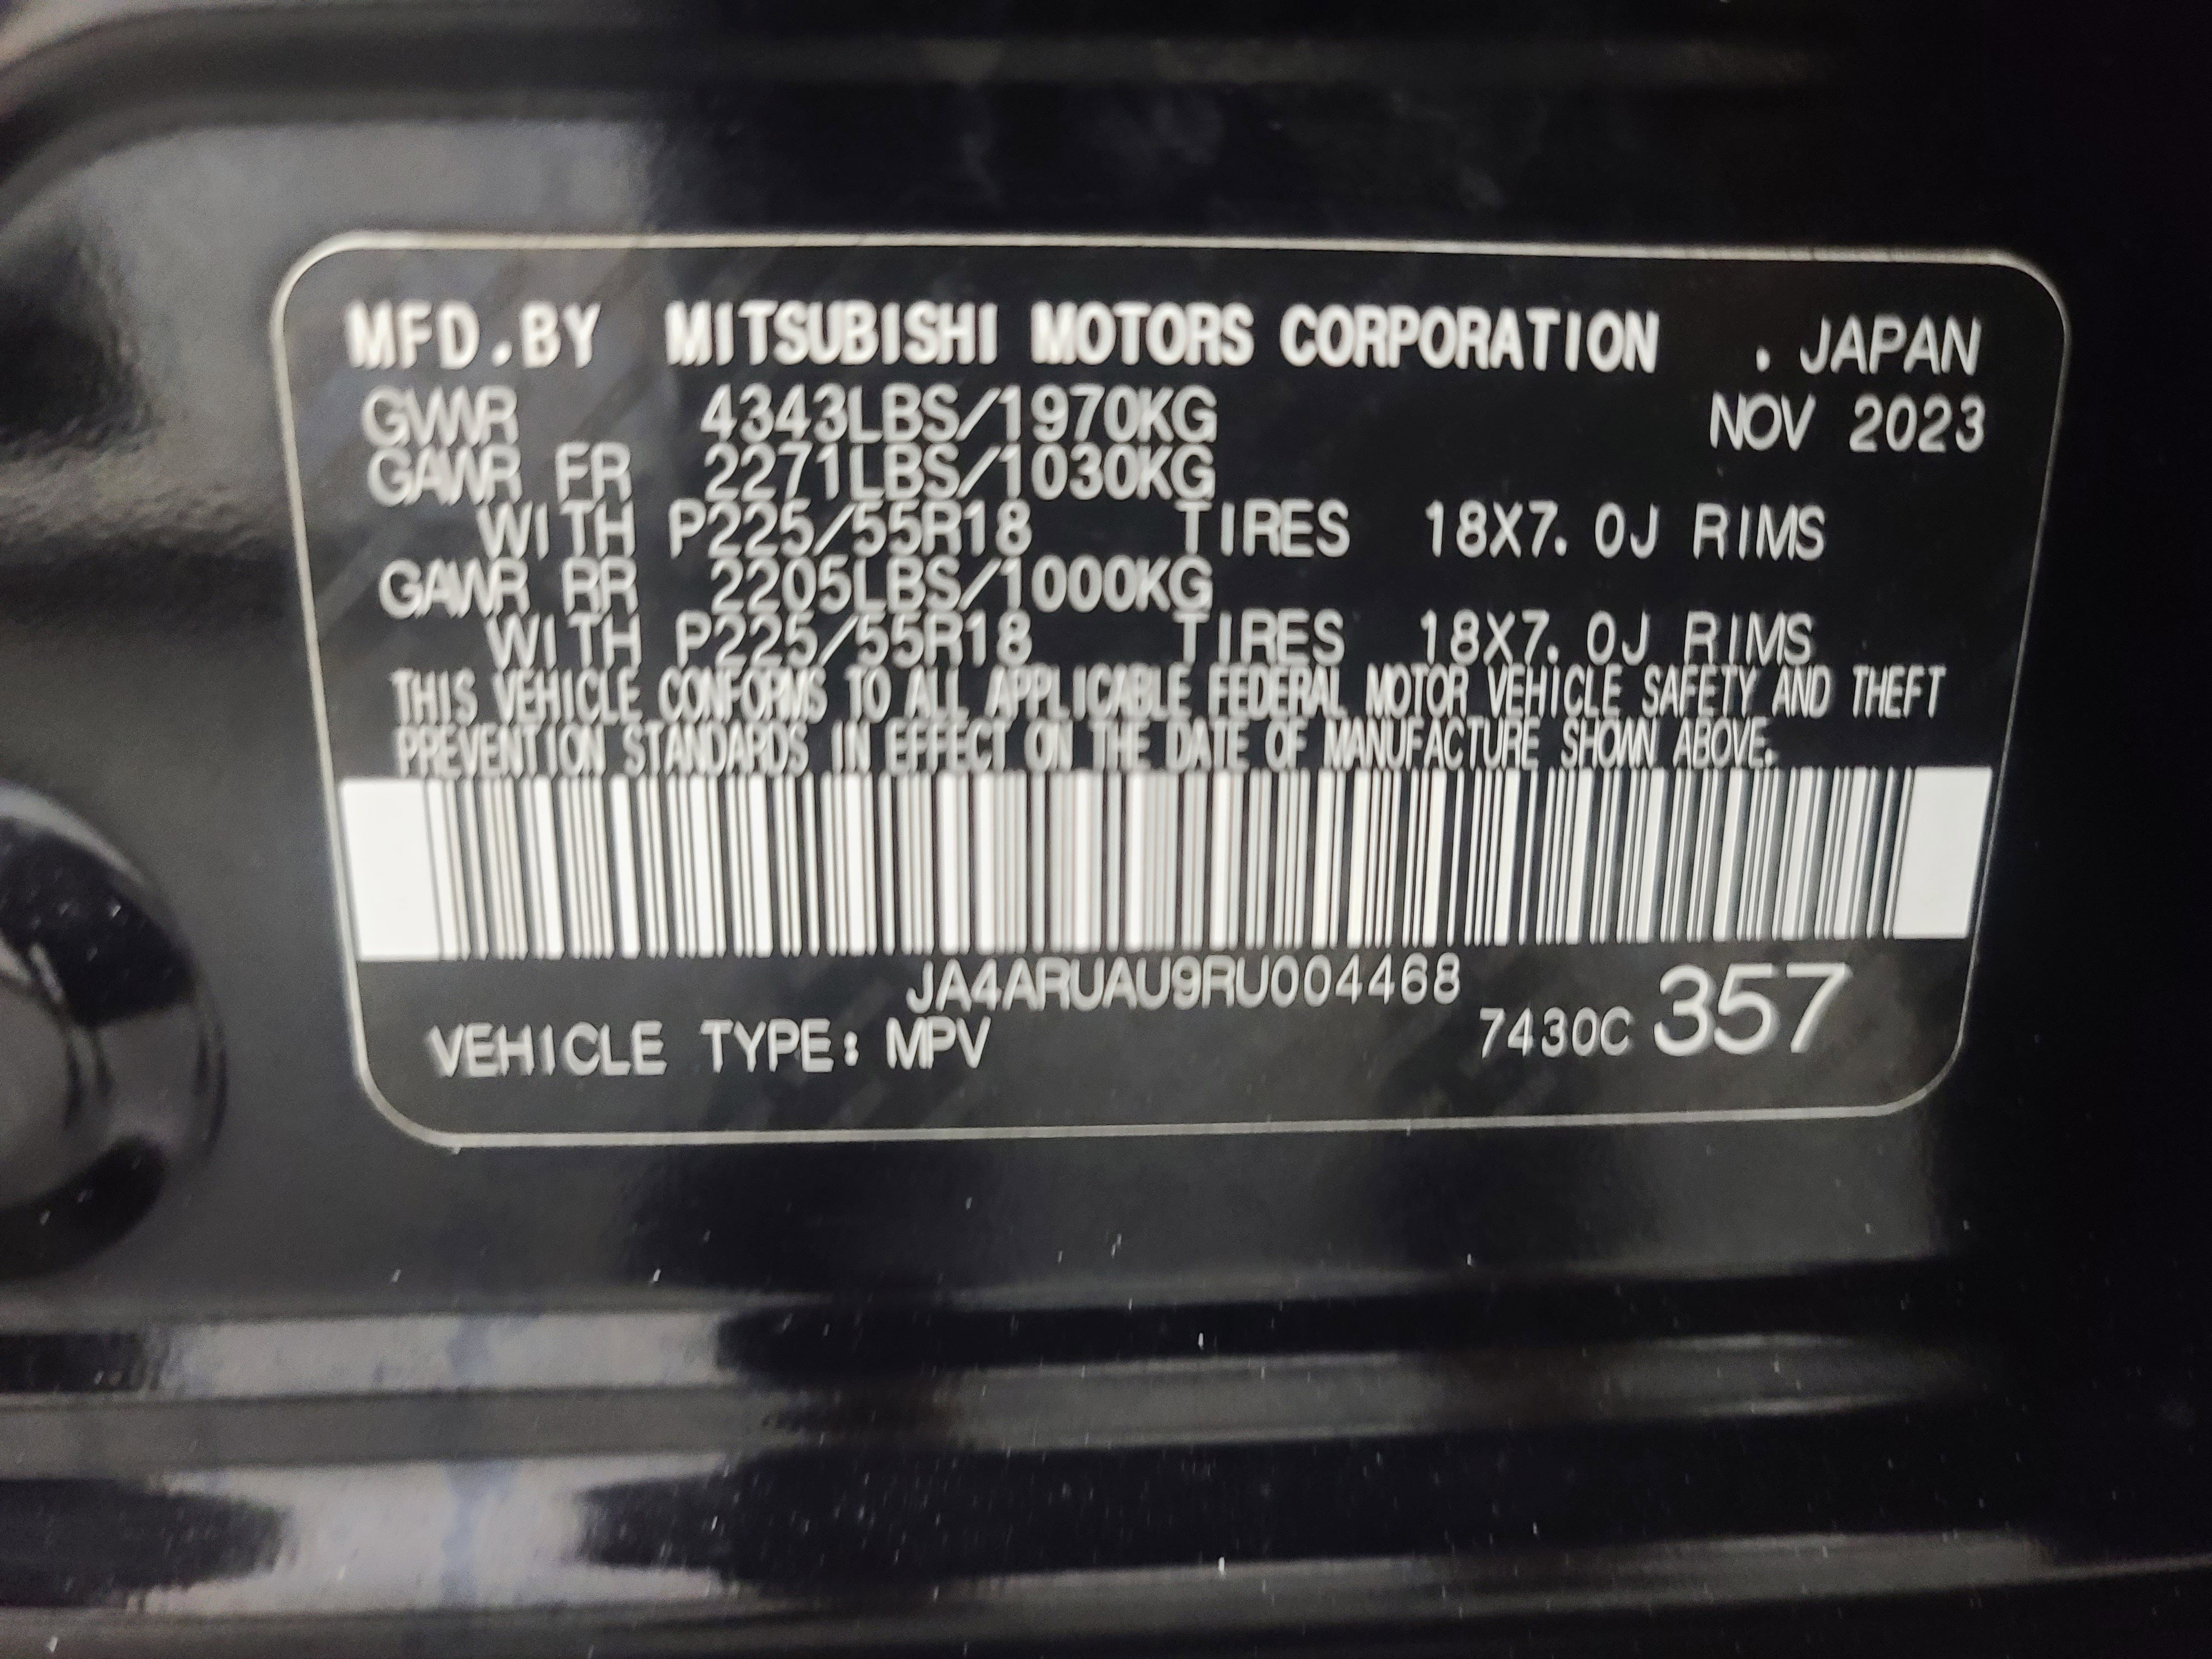 MFD.BY MITSUBISHI MOTORS CORPORATION . JAPAN
GVWR 4343LBS/1970KG NOV 2023
GAWR FR 2271LBS/1030KG
WITH P225/55R18 TIRES 18X7.0J RIMS
GAWR RR 2205LBS/1000KG
WITH P225/55R18 TIRES 18X7.0J RIMS
THIS VEHICLE CONFORMS TO ALL APPLICABLE FEDERAL MOTOR VEHICLE SAFETY AND THEFT
PREVENTION STANDARDS IN EFFECT ON THE DATE OF MANUFACTURE SHOWN ABOVE.
JA4ARUAU9RU004468
VEHICLE TYPE: MPV 7430C 357